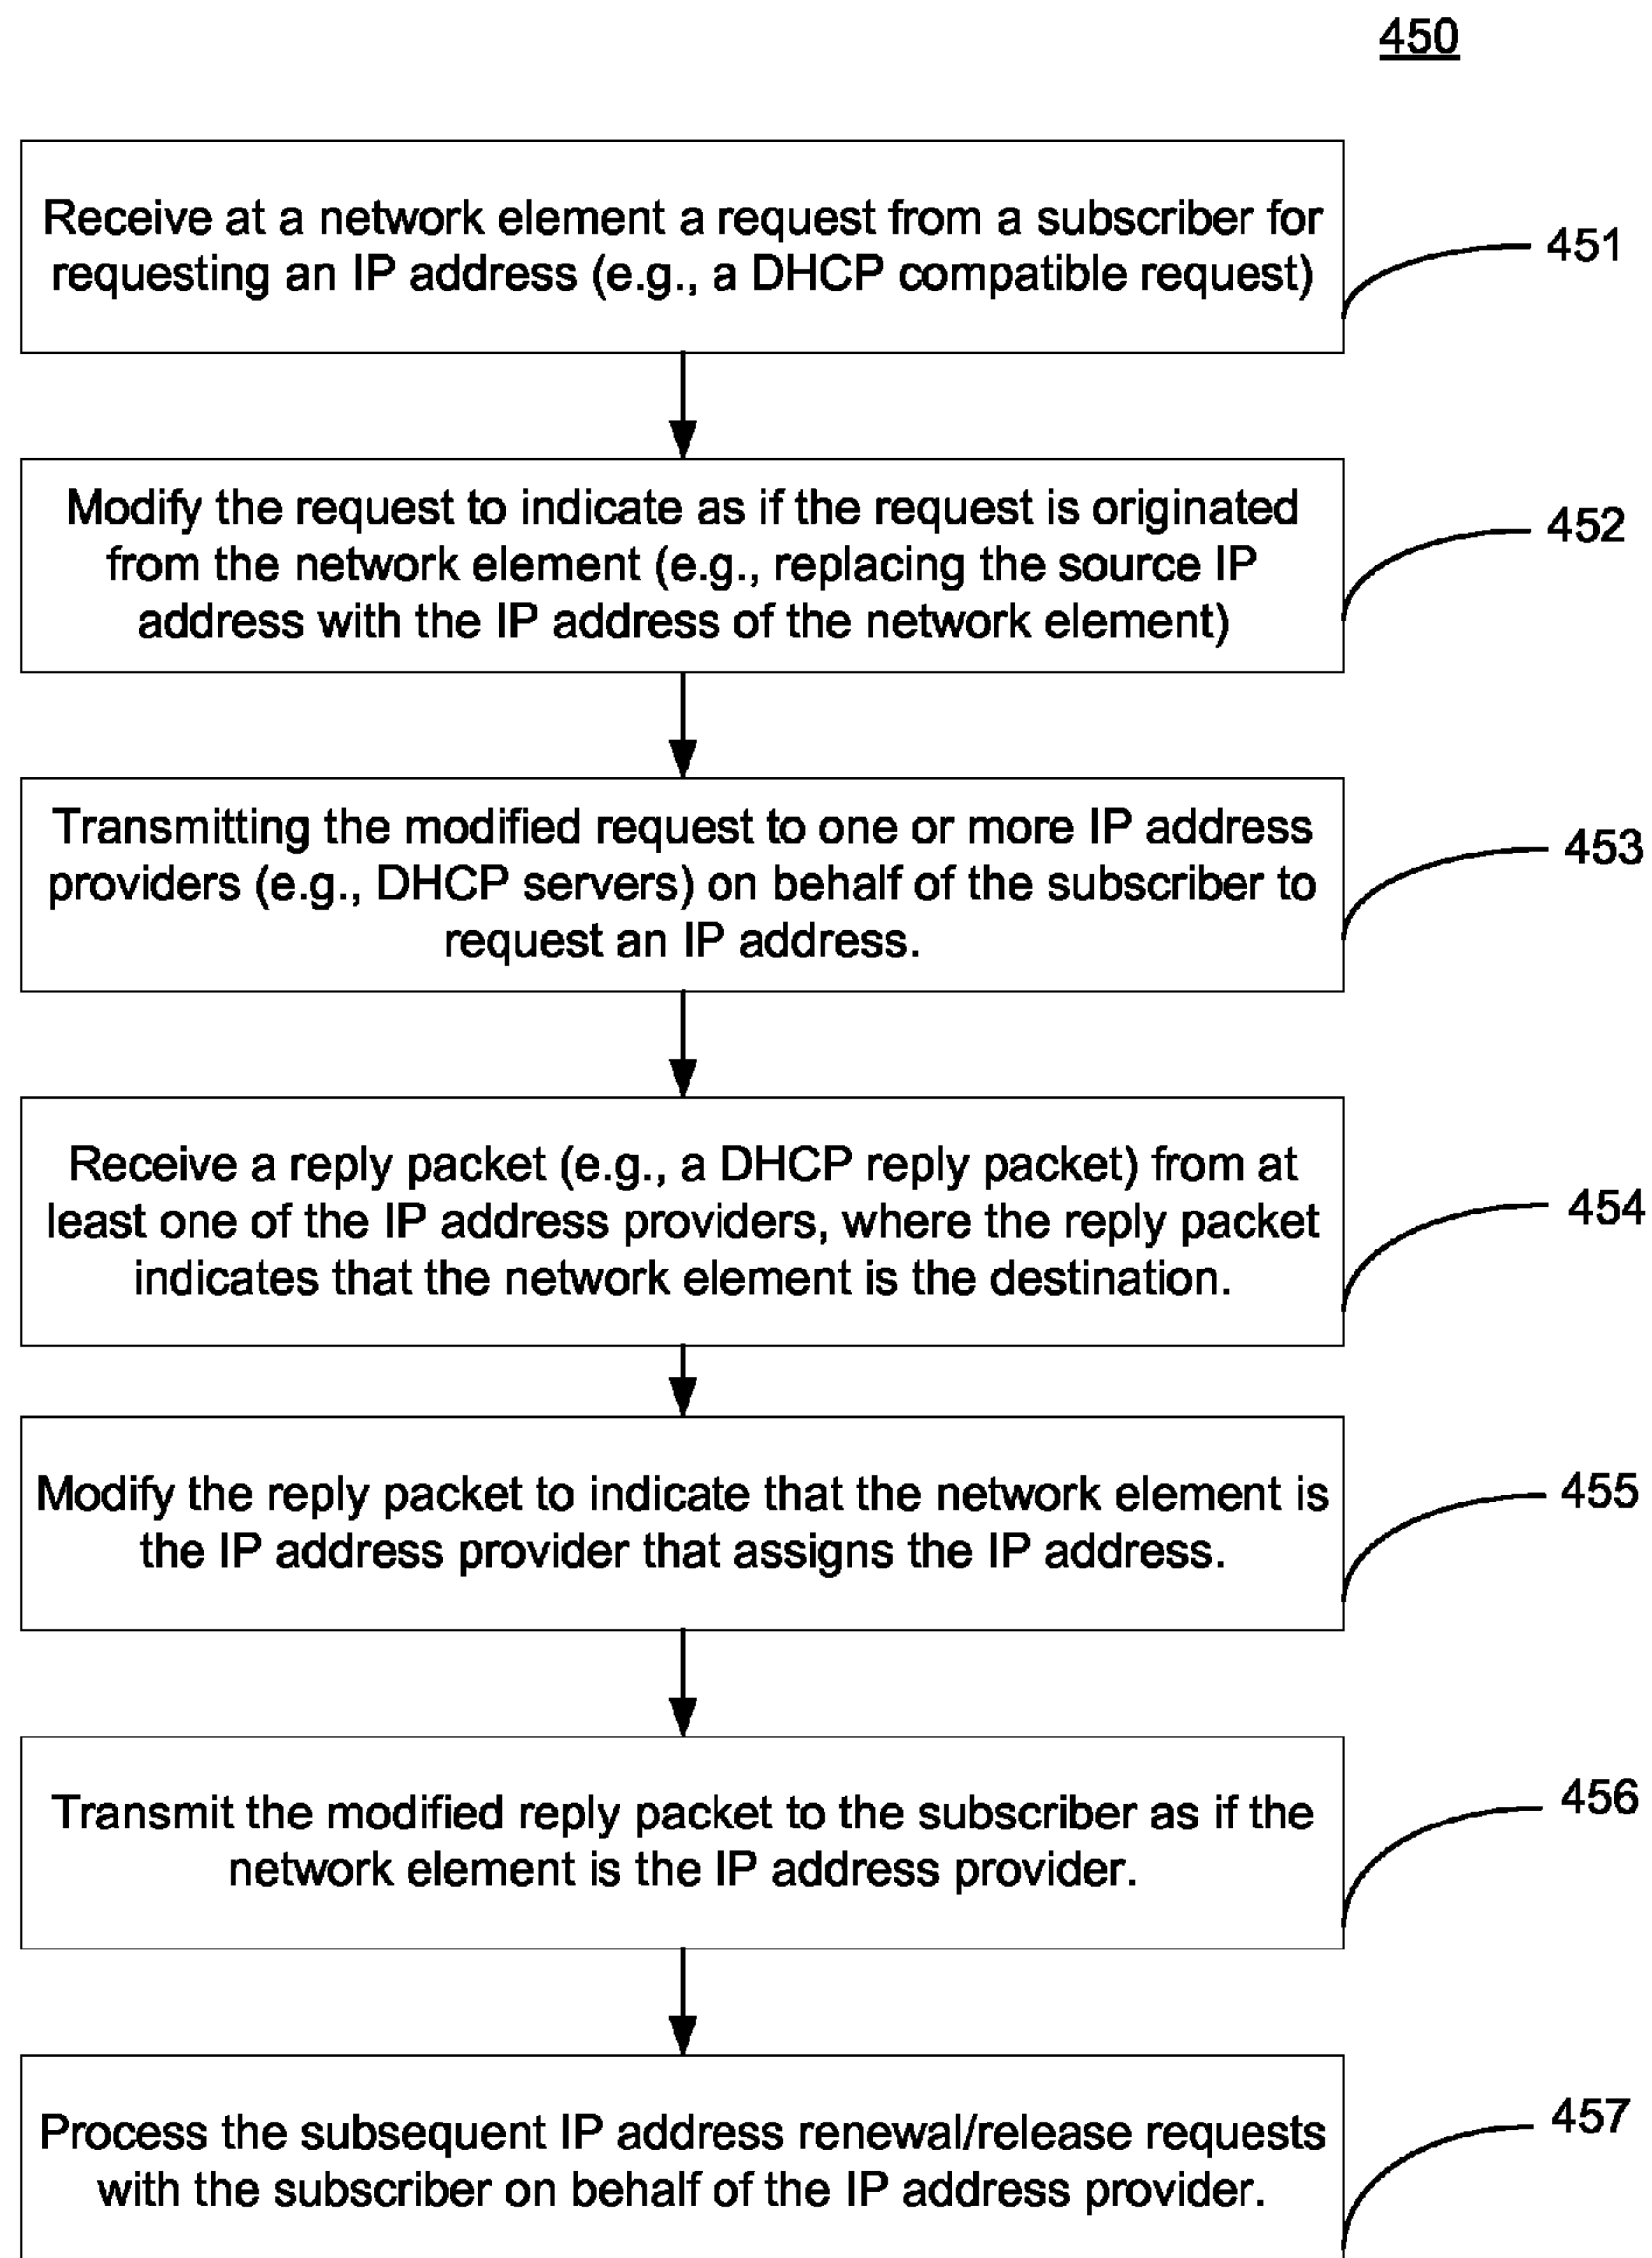 450
Receive at a network element a request from a subscriber for
requesting an IP address (e.g., a DHCP compatible request)
451
Modify the request to indicate as if the request is originated
from the network element (e.g., replacing the source IP
address with the IP address of the network element)
452
Transmitting the modified request to one or more IP address
providers (e.g., DHCP servers) on behalf of the subscriber to
request an IP address.
453
Receive a reply packet (e.g., a DHCP reply packet) from at
least one of the IP address providers, where the reply packet
indicates that the network element is the destination.
454
Modify the reply packet to indicate that the network element is
the IP address provider that assigns the IP address.
455
Transmit the modified reply packet to the subscriber as if the
network element is the IP address provider.
456
Process the subsequent IP address renewal/release requests
with the subscriber on behalf of the IP address provider.
457